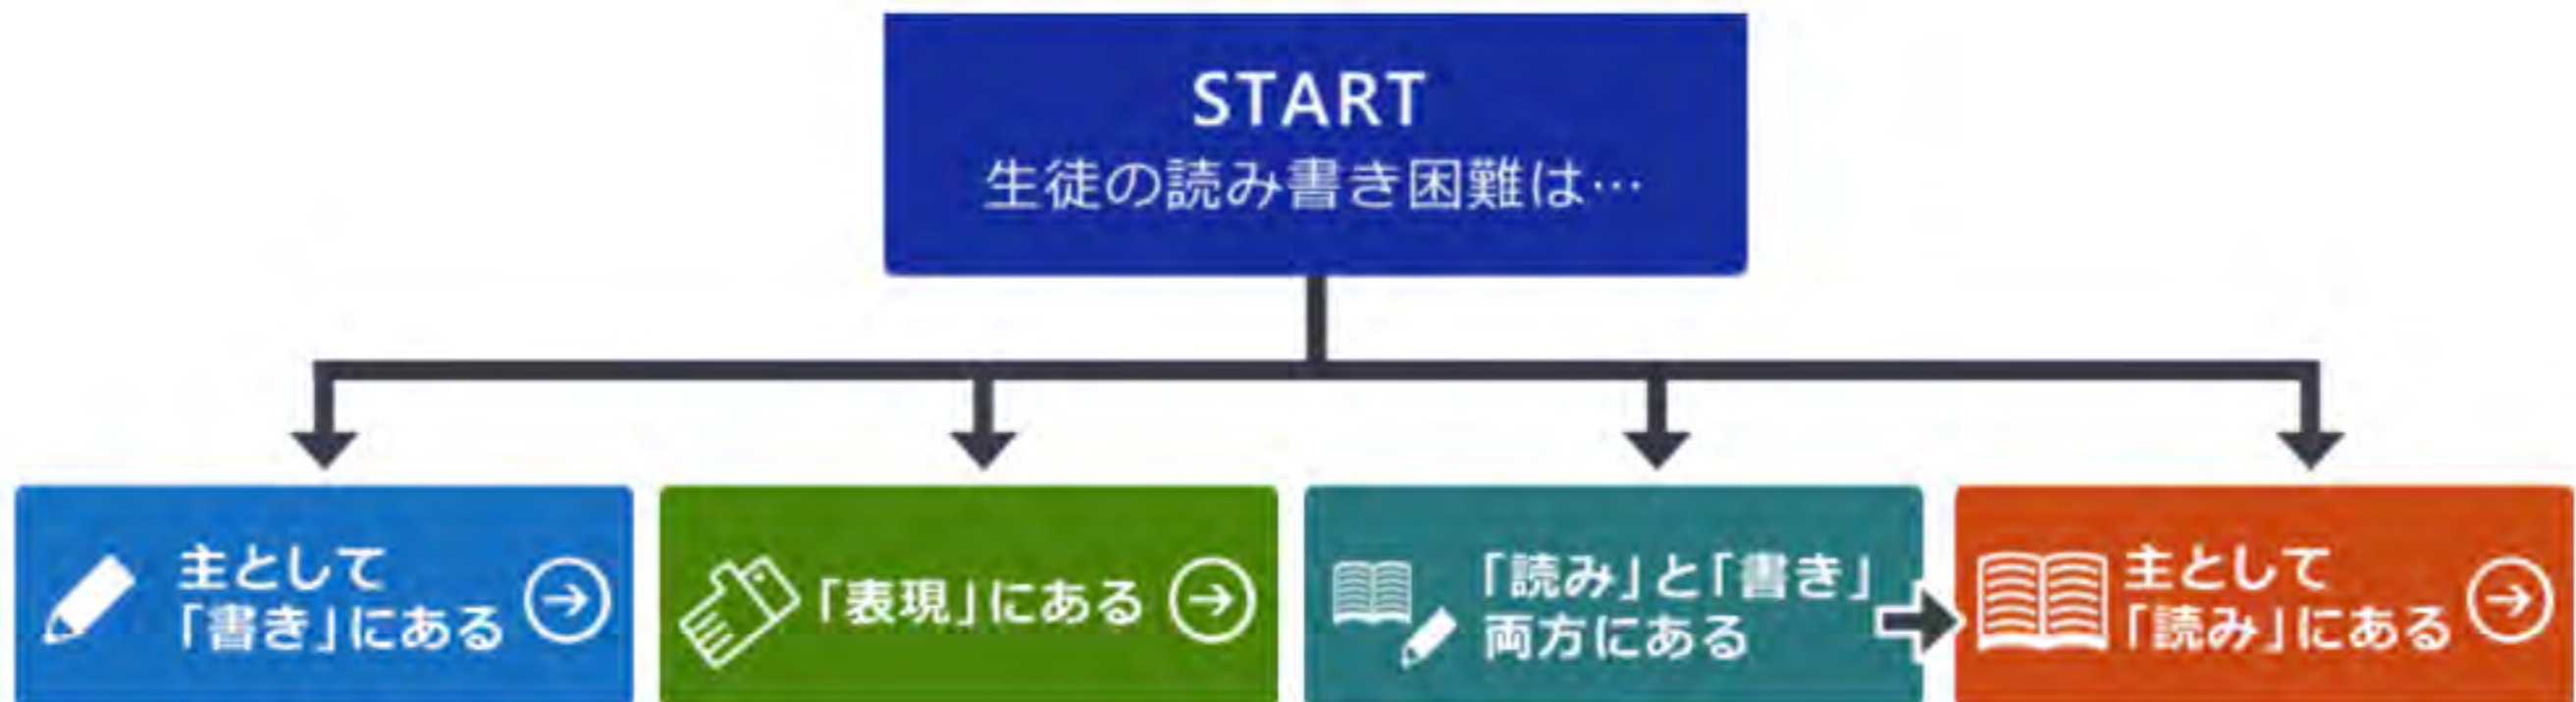 START
生徒の読み書き困難は…
主として
「書き」にある
「表現」にある
「読み」と「書き」
両方にある
主として
「読み」にある